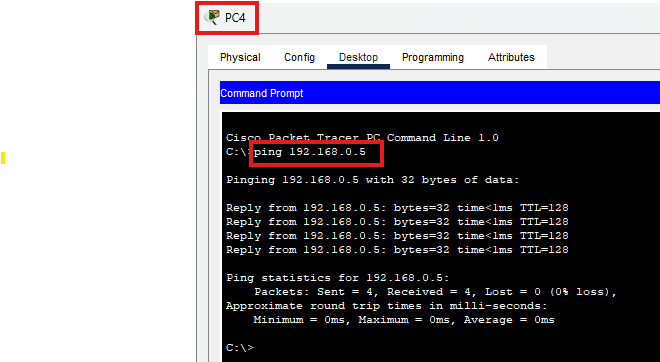 PC4
Physical Config Desktop Programming Attributes
Command Prompt
Cisco Packet Tracer PC Command Line 1.0
C:\>ping 192.168.0.5
Pinging 192.168.0.5 with 32 bytes of data:
Reply from 192.168.0.5: bytes=32 time<1ms TTL=128
Reply from 192.168.0.5: bytes=32 time<1ms TTL=128
Reply from 192.168.0.5: bytes=32 time<1ms TTL=128
Reply from 192.168.0.5: bytes=32 time<1ms TTL=128
Ping statistics for 192.168.0.5:
Packets: Sent = 4, Received = 4, Lost = 0 (0% loss),
Approximate round trip times in milli-seconds:
Minimum = 0ms, Maximum = 0ms, Average = 0ms
C:\>